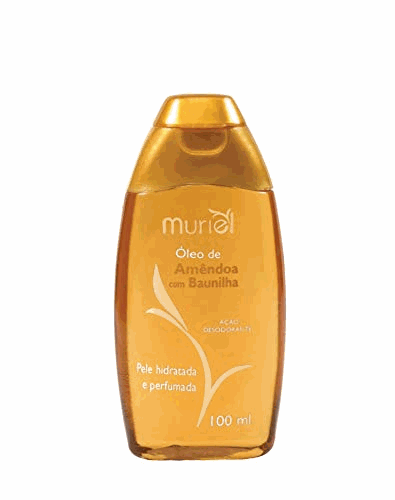 muriel
Óleo de
Amêndoa
com Baunilha
AÇÃO
DESODORANTE
Pele hidratada
e perfumada
100 ml